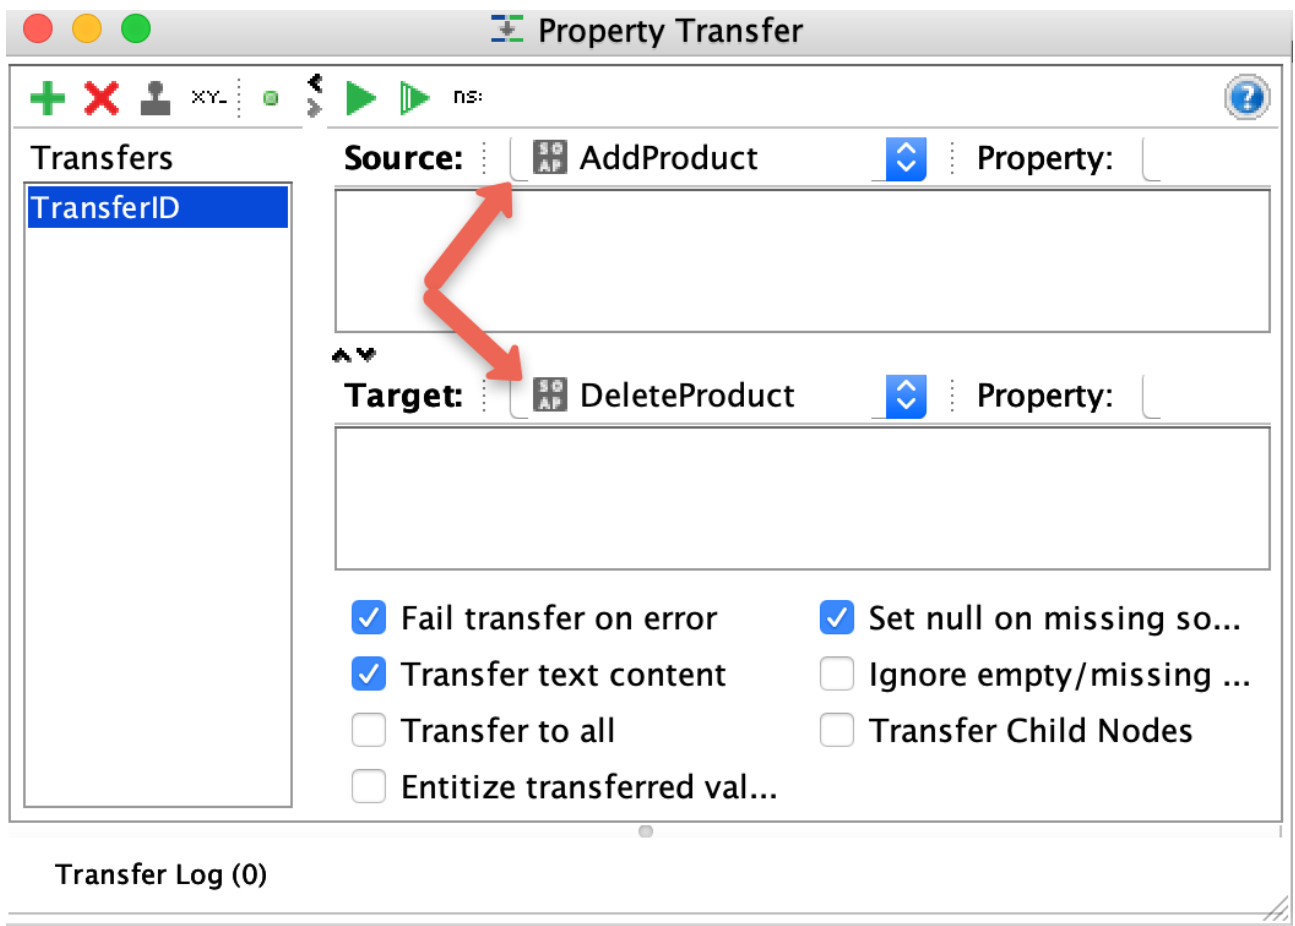 Property Transfer
XY- ns:
Transfers Source: SOAP AddProduct Property:
TransferID
Target: SOAP DeleteProduct Property:
Fail transfer on error Set null on missing so...
Transfer text content Ignore empty/missing ...
Transfer to all Transfer Child Nodes
Entitize transferred val...
Transfer Log (0)